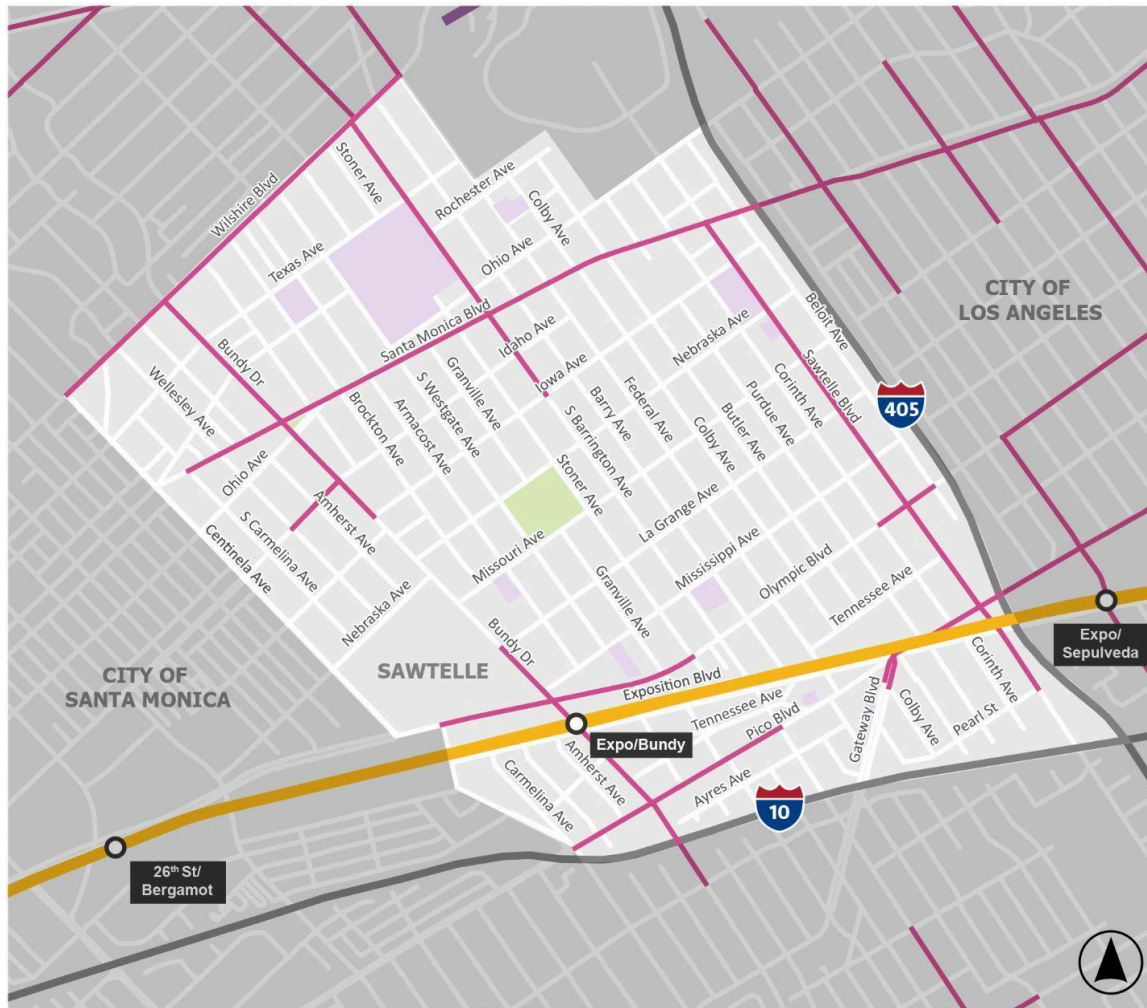 Stoner Ave
Rochester Ave
Colby Ave
Wilshire Blvd
Texas Ave
Ohio Ave
CITY OF
LOS ANGELES
Santa Monica Blvd
Idaho Ave
Nebraska Ave
Beloit Ave
Bundy Dr
Wellesley Ave
Granville Ave
S Westgate Ave
Iowa Ave
Sawtelle Blvd
405
Brockton Ave
Armacost Ave
Barry Ave
Federal Ave
Corinth Ave
Purdue Ave
Butler Ave
Colby Ave
S Barrington Ave
Ohio Ave
Stoner Ave
Amherst Ave
La Grange Ave
S Carmelina Ave
Centinela Ave
Missouri Ave
Mississippi Ave
Olympic Blvd
Granville Ave
Tennessee Ave
Nebraska Ave
Bundy Dr
Expo/
Sepulveda
CITY OF
SANTA MONICA
SAWTELLE
Exposition Blvd
Corinth Ave
Tennessee Ave
Pico Blvd
Gateway Blvd
Colby Ave
Pearl St
Expo/Bundy
Amherst Ave
Carmelina Ave
Ayres Ave
10
26th St/
Bergamot